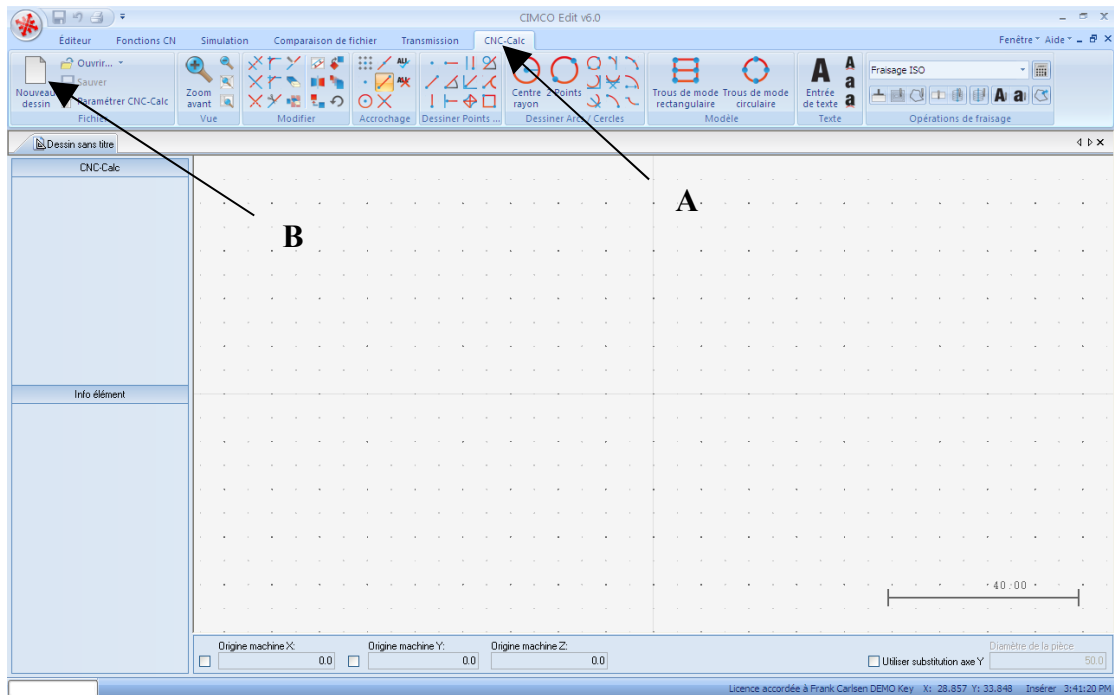 CIMCO Edit v6.0
Éditeur Fonctions CN Simulation Comparaison de fichier Transmission CNC-Calc Fenêtre Aide
Nouveau dessin
Ouvrir...
Sauver
Paramétrer CNC-Calc
Fichier
Zoom avant
Vue
Modifier
Accrochage
Dessiner Points ...
Centre rayon
2 Points
Dessiner Arcs / Cercles
Trous de mode rectangulaire
Trous de mode circulaire
Modèle
Entrée de texte
Texte
Fraisage ISO
Opérations de fraisage
Dessin sans titre
CNC-Calc
A
B
Info élément
40.00
Origine machine X: Origine machine Y: Origine machine Z: Diamètre de la pièce
0.0 0.0 0.0 Utiliser substitution axe Y 50.0
Licence accordée à Frank Carlsen DEMO Key X: 28.857 Y: 33.848 Insérer 3:41:20 PM